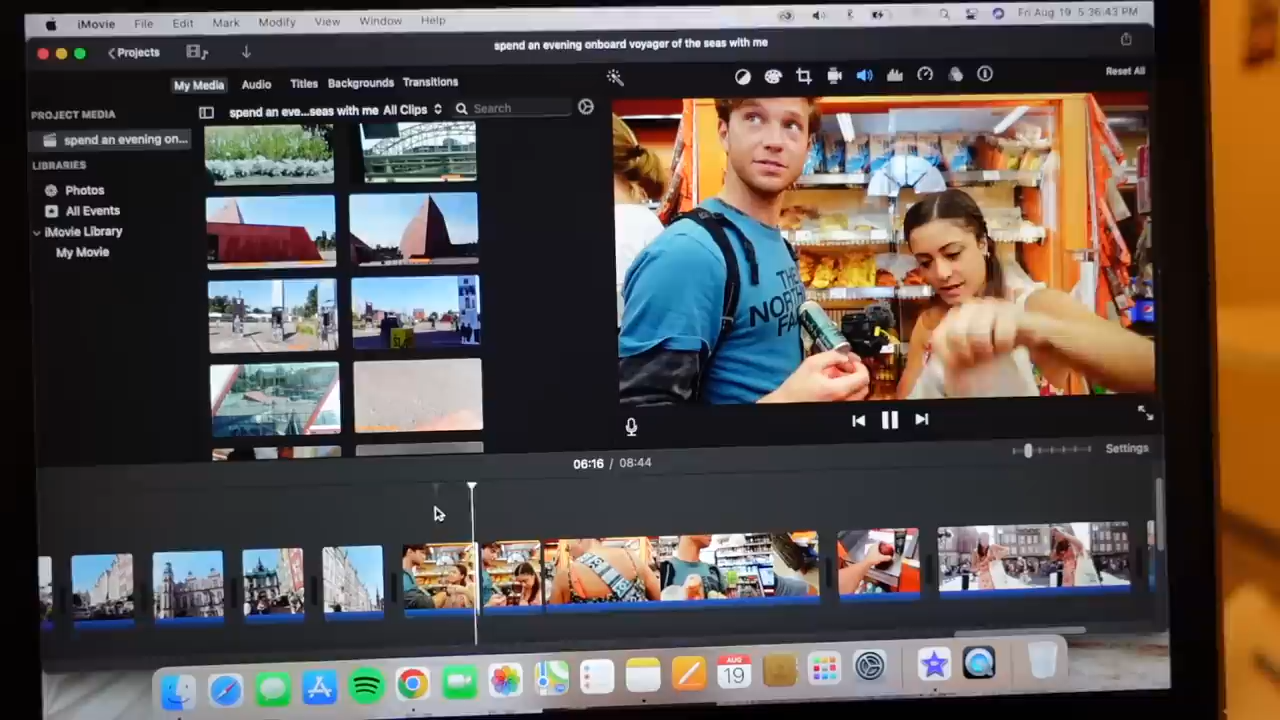 iMovie File Edit Mark Modify View Window Help Fri Aug 19 5:36:43 PM
Projects
spend an evening onboard voyager of the seas with me
My Media Audio Titles Backgrounds Transitions
Reset All
PROJECT MEDIA
spend an eve...seas with me All Clips
Search
spend an evening on...
LIBRARIES
Photos
All Events
iMovie Library
My Movie
THE
NORTH
FA
Settings
06:16 / 08:44
AUG
19